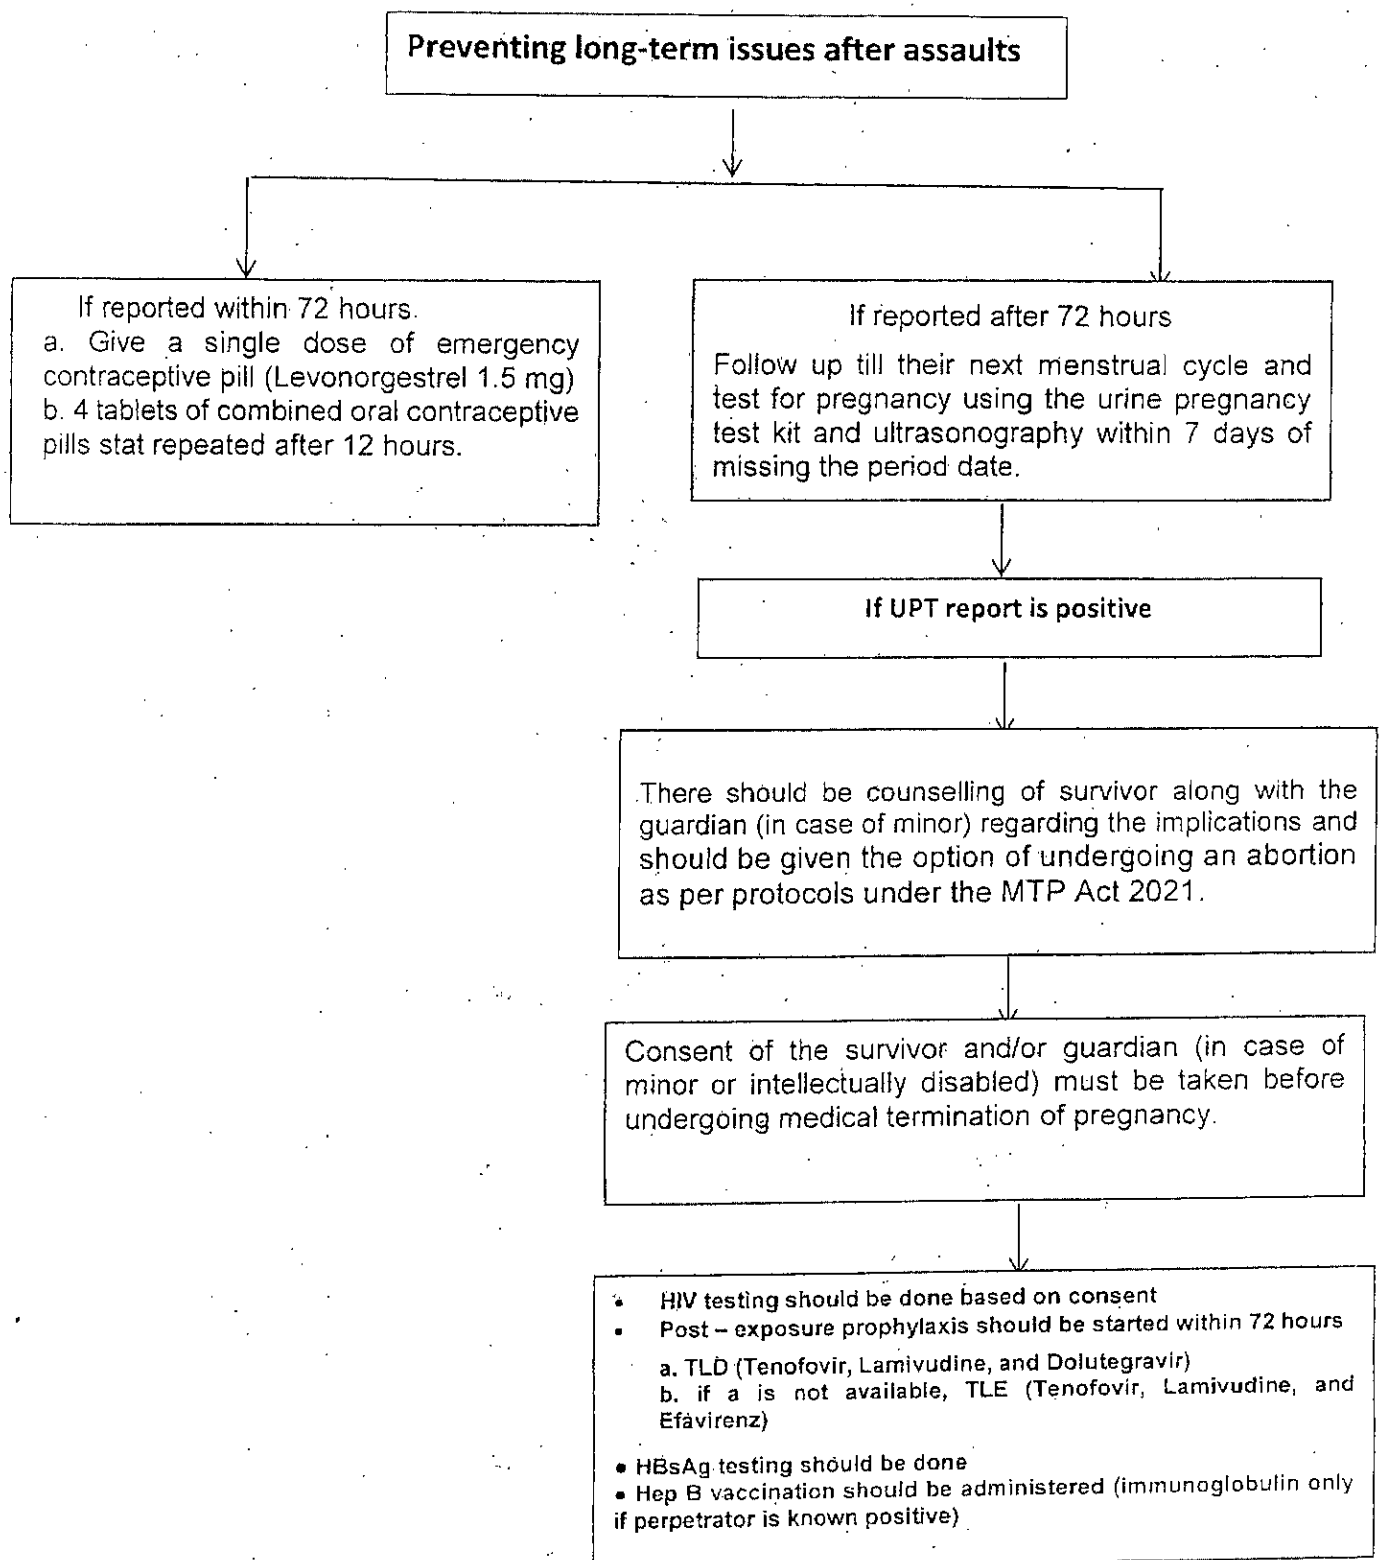 Preventing long-term issues after assaults
If reported within 72 hours.
a. Give a single dose of emergency
contraceptive pill (Levonorgestrel 1.5 mg)
b. 4 tablets of combined oral contraceptive
pills stat repeated after 12 hours.
If reported after 72 hours
Follow up till their next menstrual cycle and
test for pregnancy using the urine pregnancy
test kit and ultrasonography within 7 days of
missing the period date.
If UPT report is positive
There should be counselling of survivor along with the
guardian (in case of minor) regarding the implications and
should be given the option of undergoing an abortion
as per protocols under the MTP Act 2021.
Consent of the survivor and/or guardian (in case of
minor or intellectually disabled) must be taken before
undergoing medical termination of pregnancy.
• HIV testing should be done based on consent
• Post – exposure prophylaxis should be started within 72 hours
a. TLD (Tenofovir, Lamivudine, and Dolutegravir)
b. if a is not available, TLE (Tenofovir, Lamivudine, and
Efavirenz)
• HBsAg testing should be done
• Hep B vaccination should be administered (immunoglobulin only
if perpetrator is known positive)